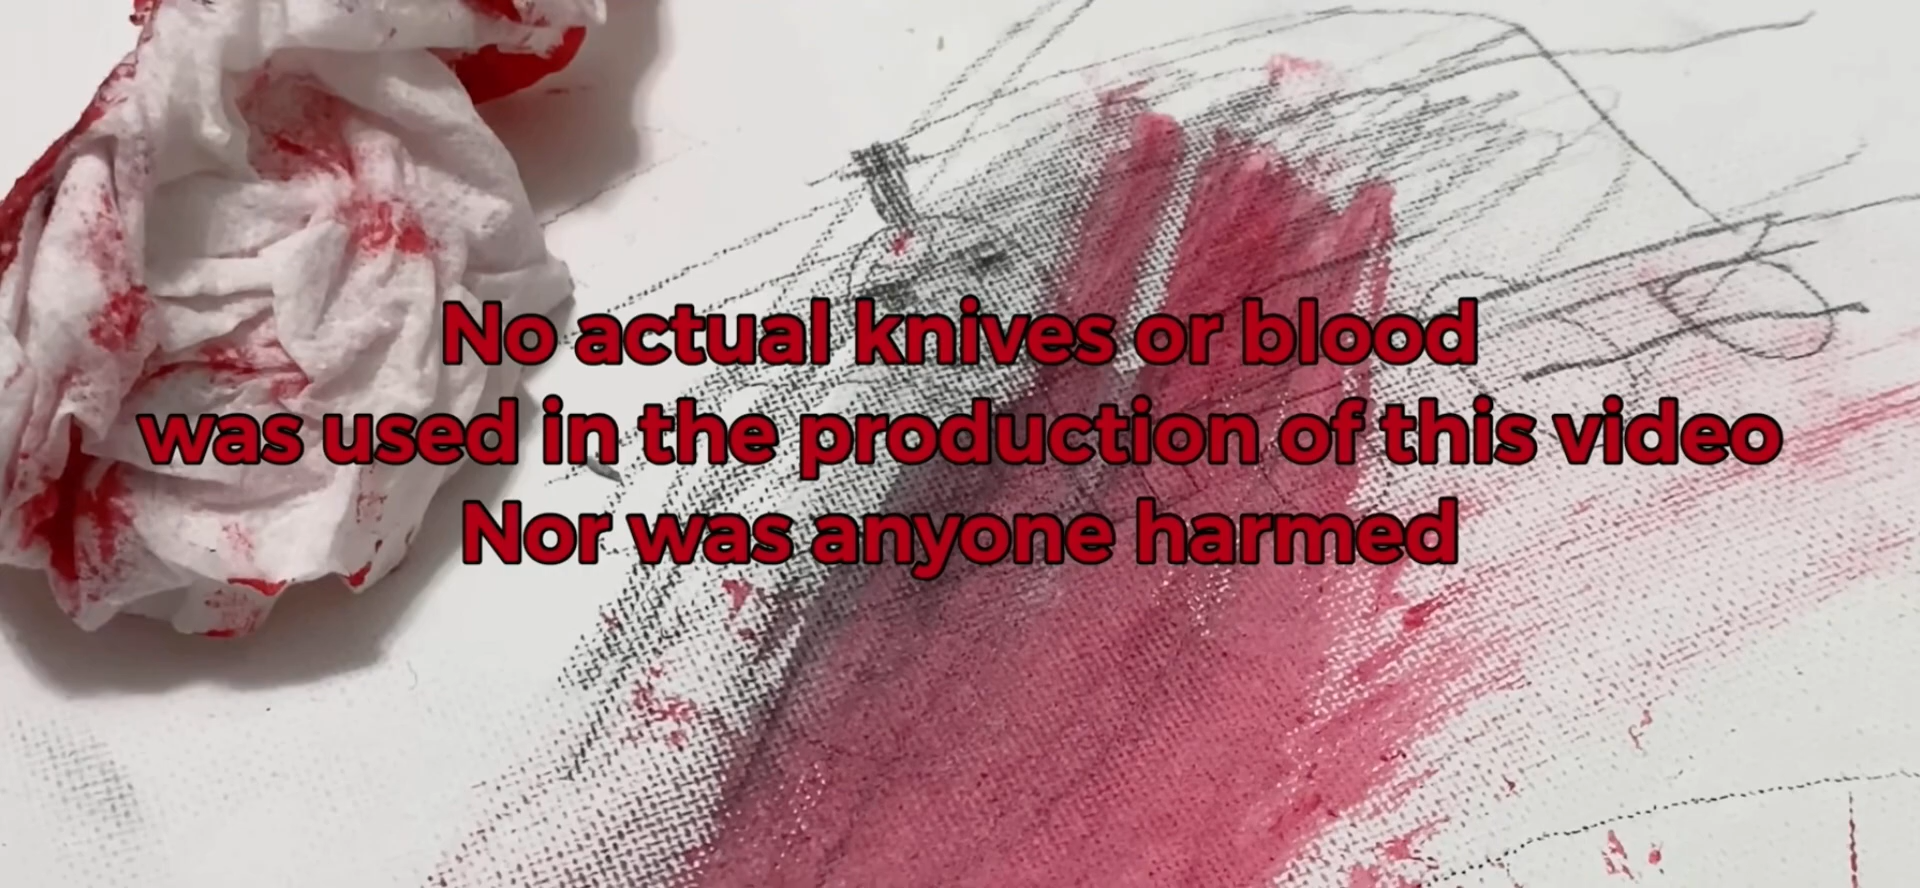 No actual knives or blood
was used in the production of this video
Nor was anyone harmed